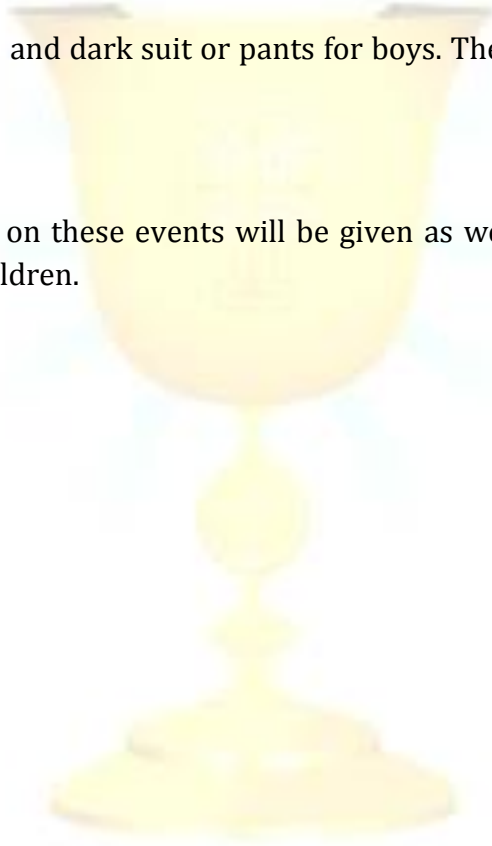 and dark suit or pants for boys. The
on these events will be given as we
ldren.